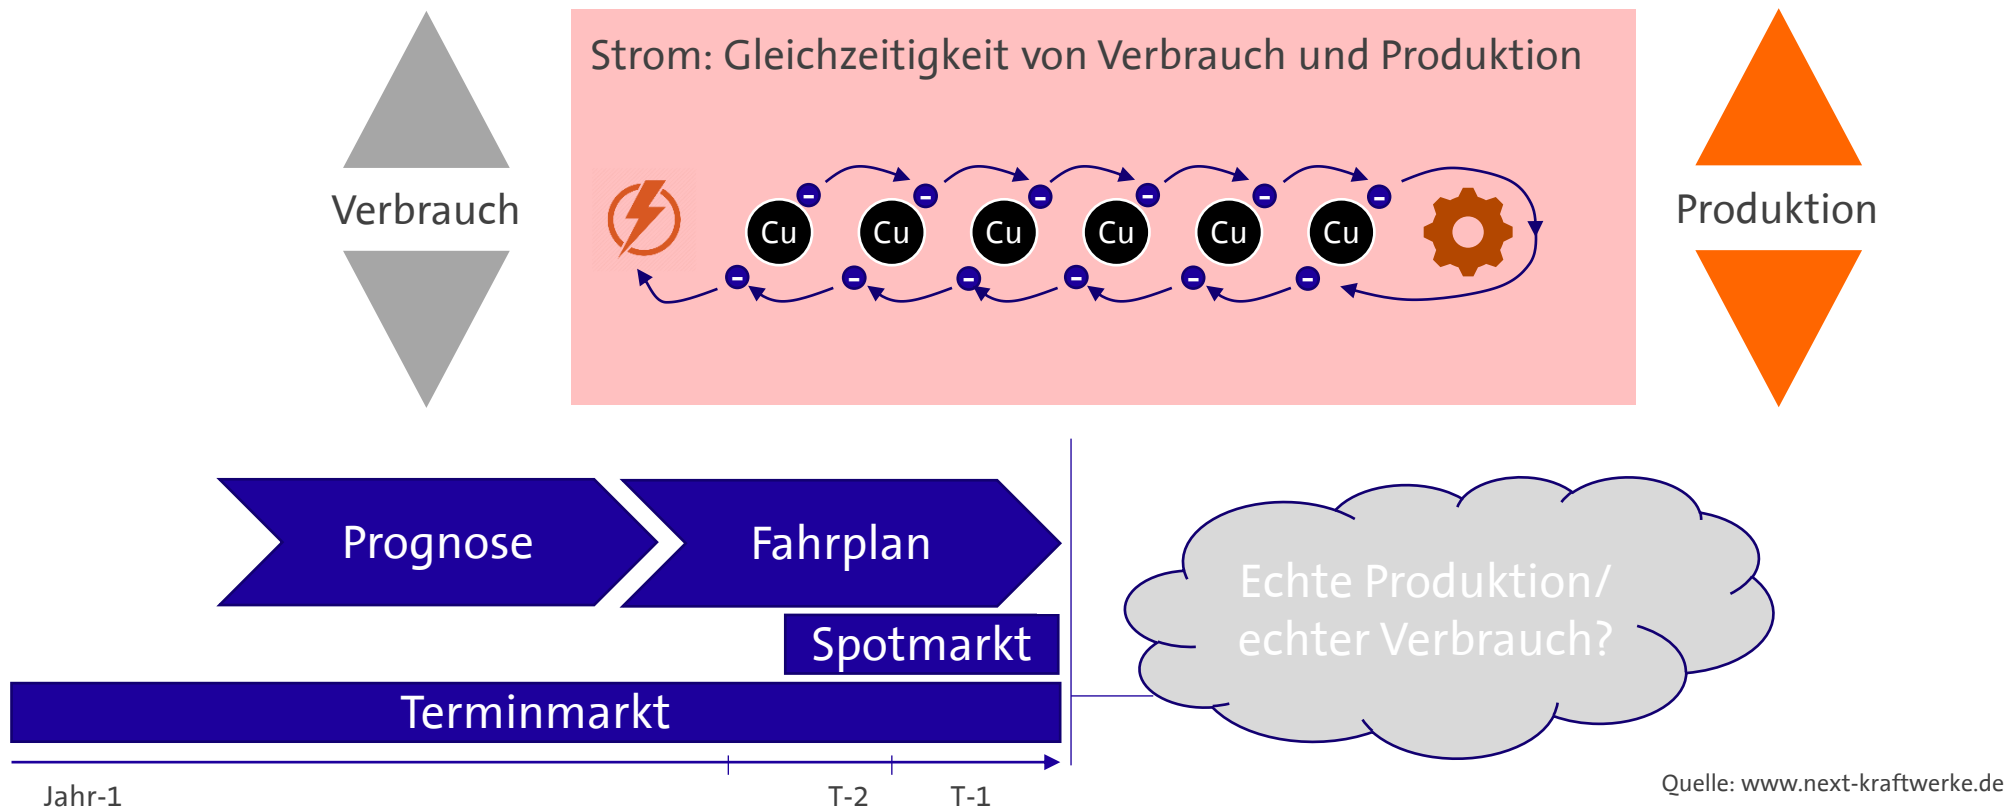 Strom: Gleichzeitigkeit von Verbrauch und Produktion
Verbrauch
Cu
Cu
Cu
Cu
Cu
Cu
Produktion
Prognose
Fahrplan
Echte Produktion/
echter Verbrauch?
Spotmarkt
Terminmarkt
Jahr-1
T-2
T-1
Quelle: www.next-kraftwerke.de